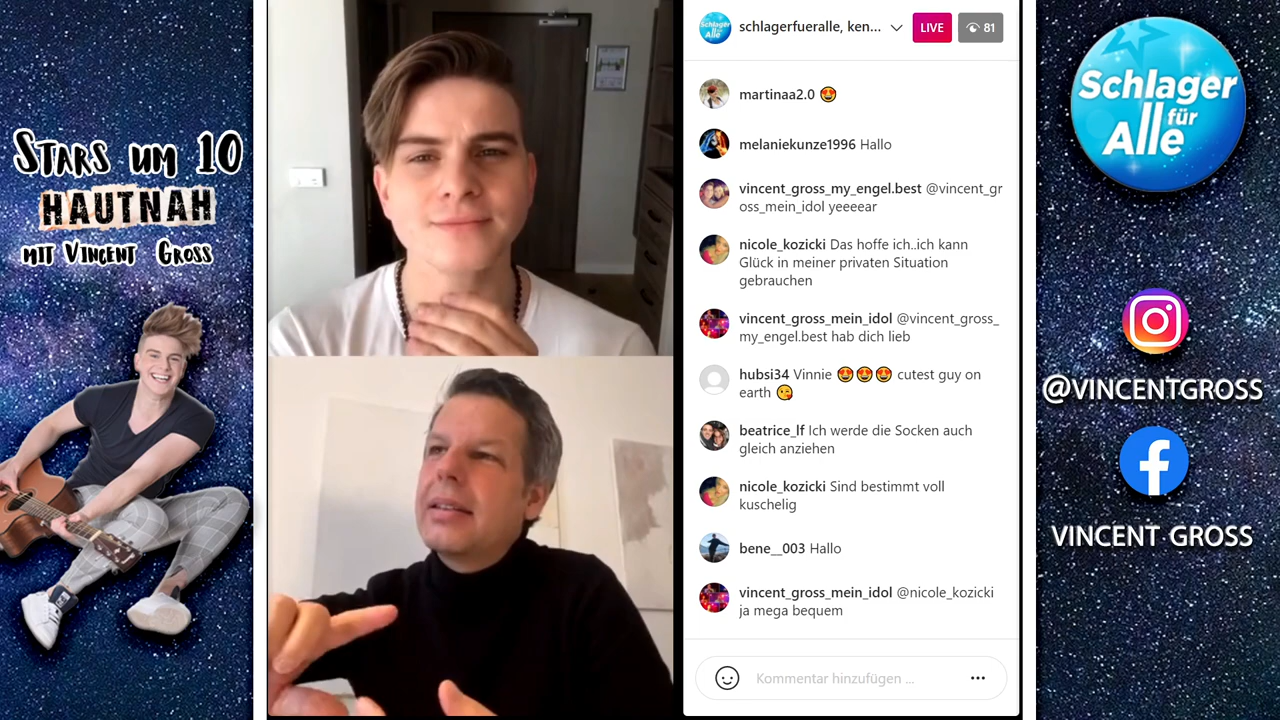 STARS UM 10
HAUTNAH
MIT VINCENT GROSS
schlagerfueralle, ken...
LIVE
81
martinaa2.0 😍
melaniekunze1996 Hallo
vincent_gross_my_engel.best @vincent_gr
oss_mein_idol yeeeear
nicole_kozicki Das hoffe ich..ich kann
Glück in meiner privaten Situation
gebrauchen
vincent_gross_mein_idol @vincent_gross_
my_engel.best hab dich lieb
hubsi34 Vinnie 😍😍😍 cutest guy on
earth 😘
beatrice_lf Ich werde die Socken auch
gleich anziehen
nicole_kozicki Sind bestimmt voll
kuschelig
bene__003 Hallo
vincent_gross_mein_idol @nicole_kozicki
ja mega bequem
Kommentar hinzufügen ...
Schlager
für
Alle
@VINCENTGROSS
VINCENT GROSS